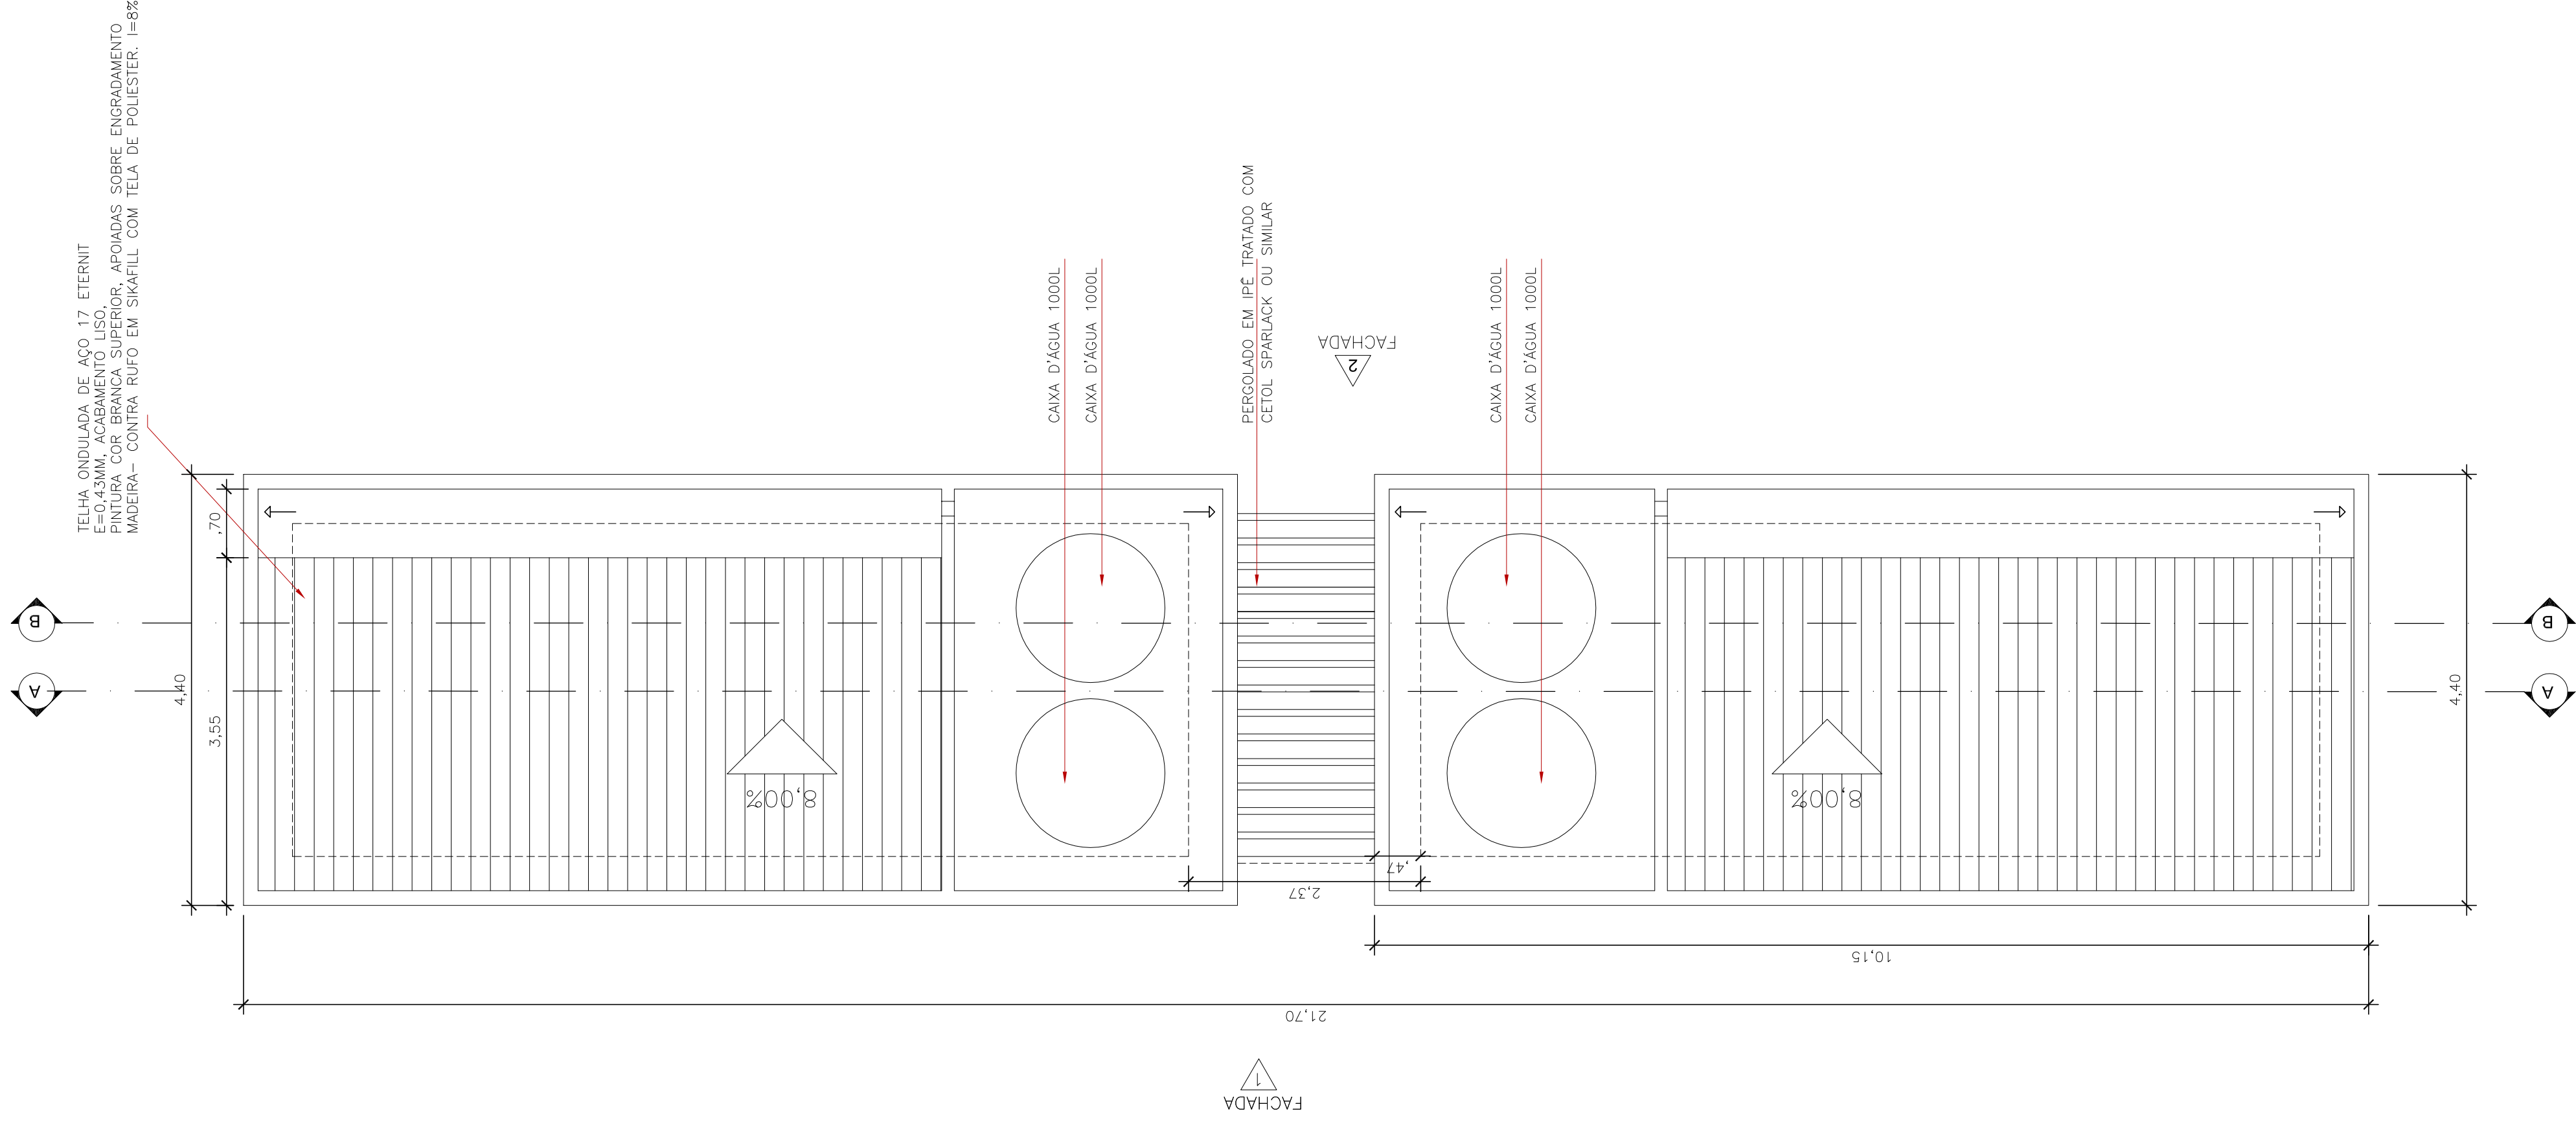 TELHA ONDULADA DE AÇO 17 ETERNIT
E=0,43MM, ACABAMENTO LISO,
PINTURA COR BRANCA SUPERIOR, APOIADAS SOBRE ENGRADAMENTO
MADEIRA- CONTRA RUFO EM SIKAFILL COM TELA DE POLIESTER. I=8%
CAIXA D'ÁGUA 1000L
CAIXA D'ÁGUA 1000L
PERGOLADO EM IPÊ TRATADO COM
CETOL SPARLACK OU SIMILAR
FACHADA
2
CAIXA D'ÁGUA 1000L
CAIXA D'ÁGUA 1000L
,70
B
B
A
A
4,40
4,40
3,55
8,00%
8,00%
,47
2,37
10,15
21,70
1
FACHADA